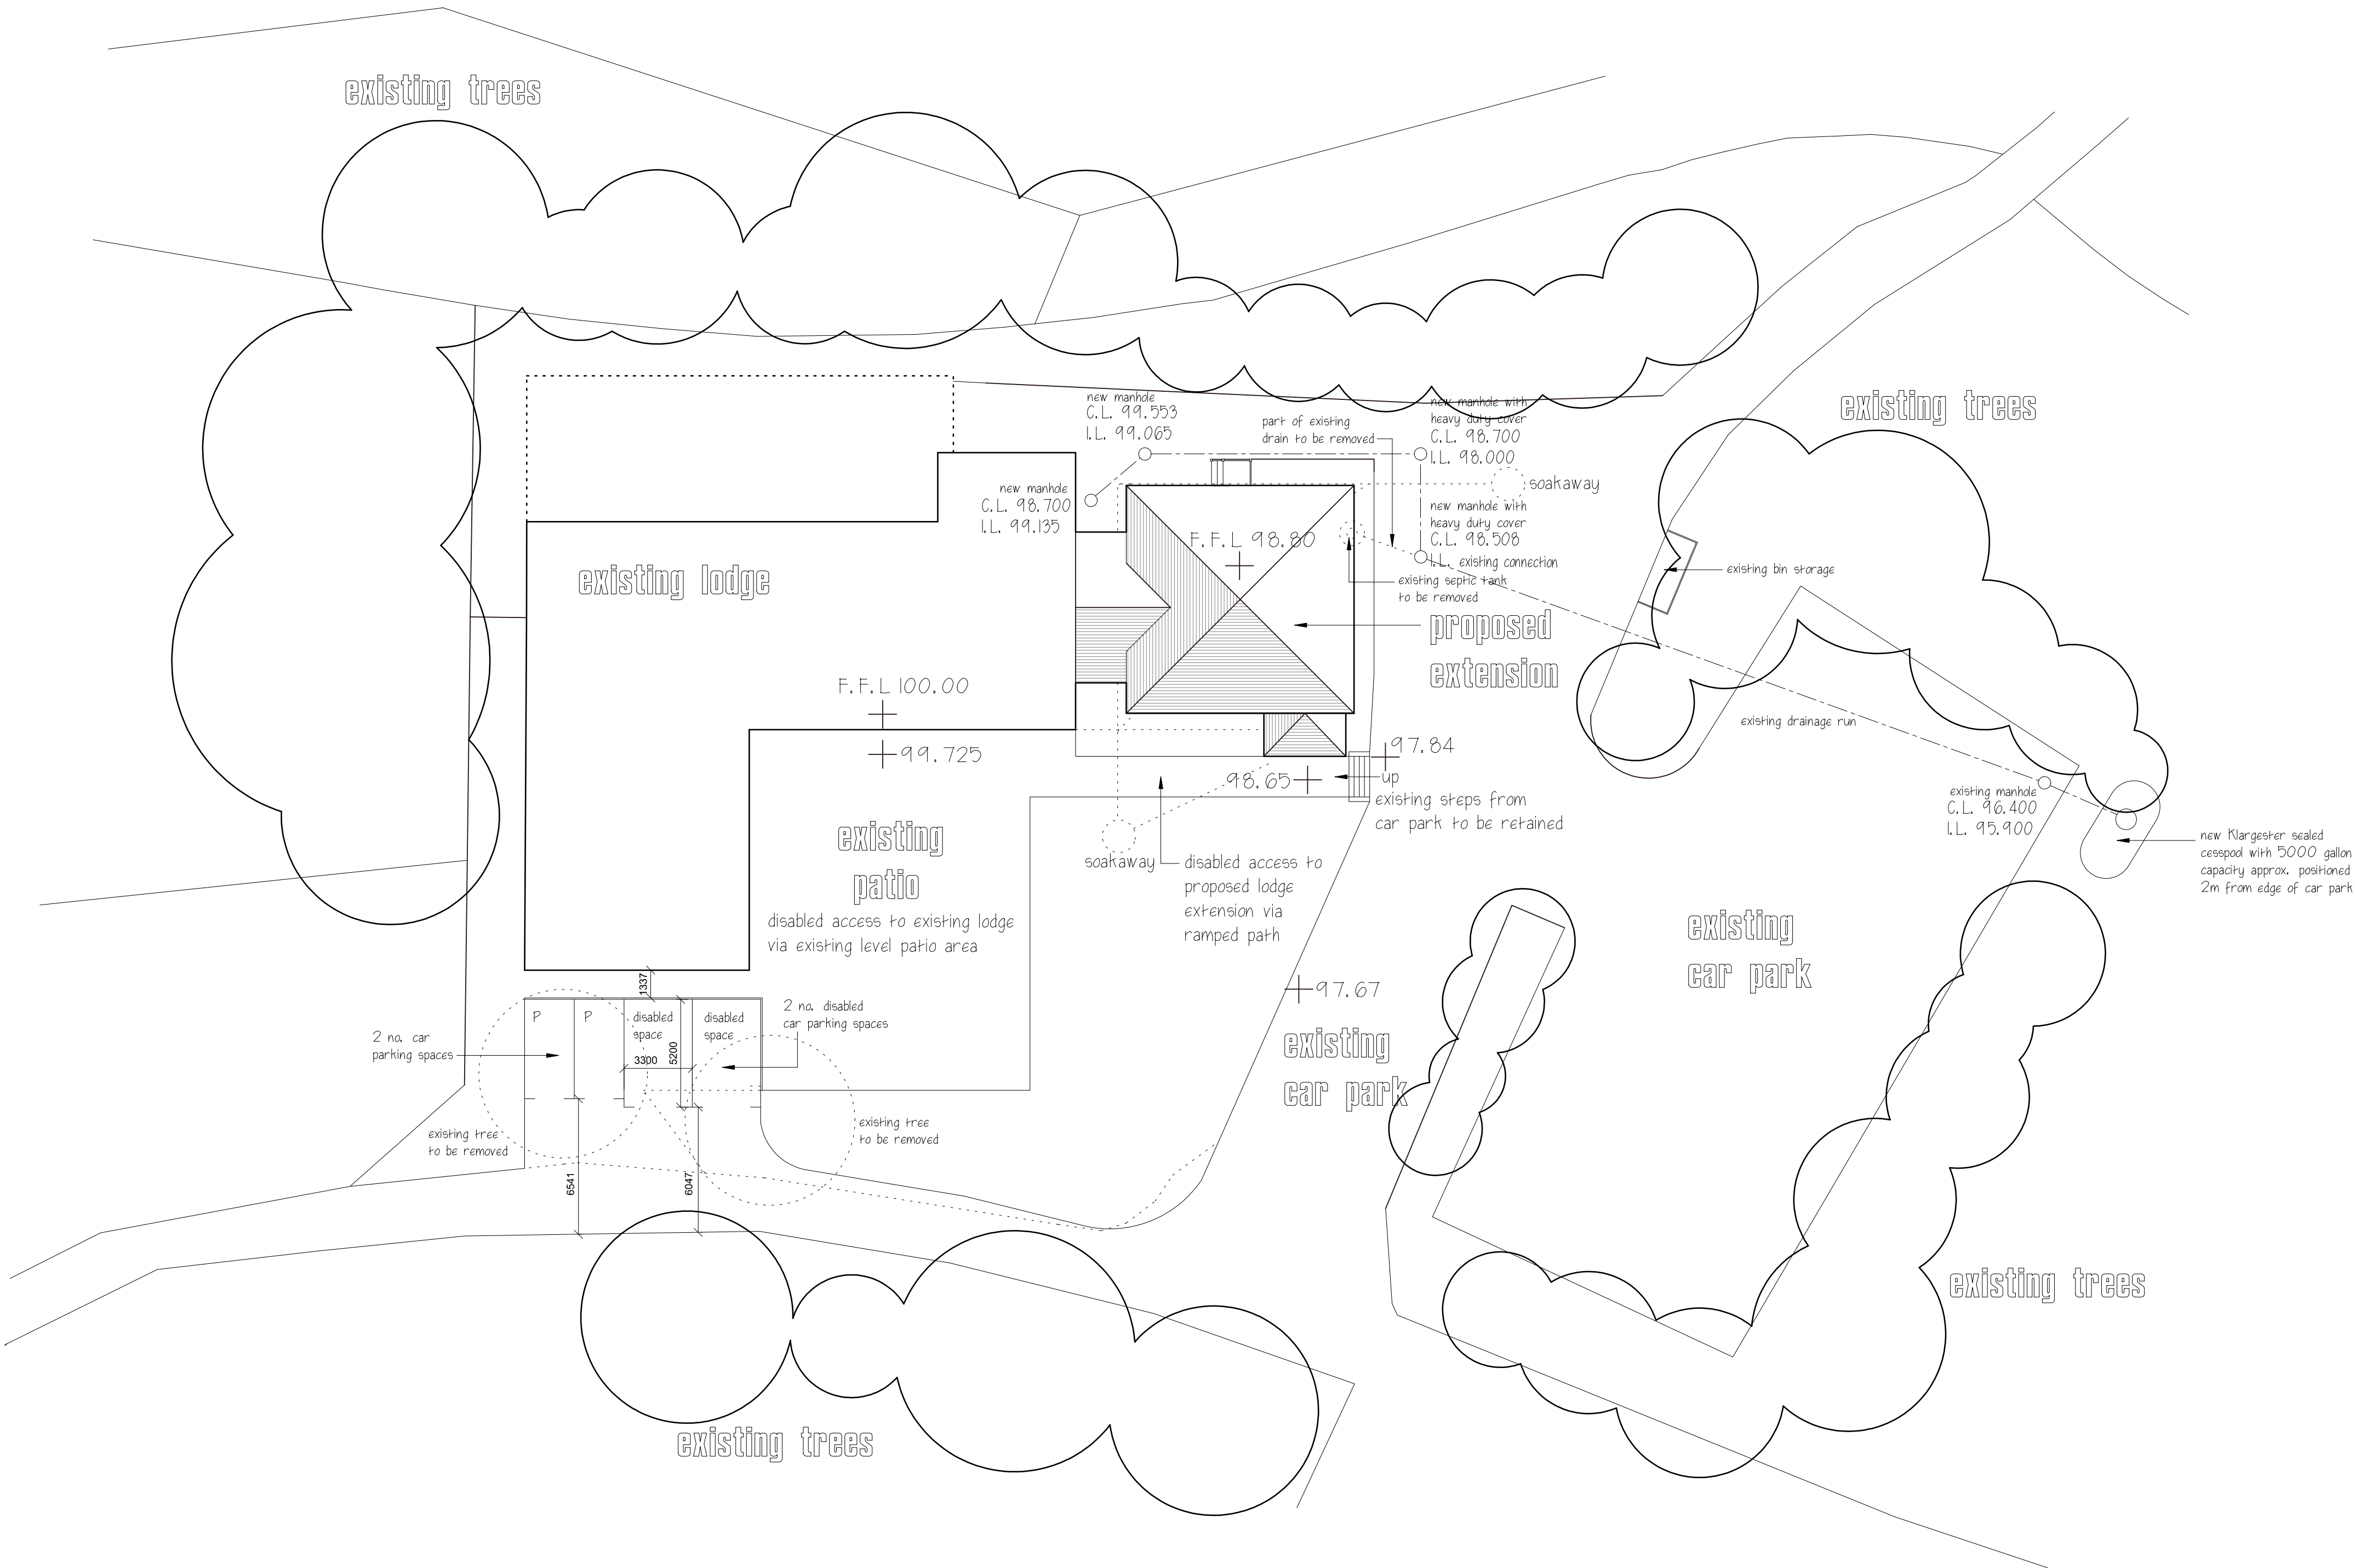 existing trees
new manhole
C.L. 99.553
I.L. 99.065
part of existing
drain to be removed
new manhole with
heavy duty cover
C.L. 98.700
I.L. 98.000
existing trees
soakaway
new manhole
C.L. 98.700
I.L. 99.135
new manhole with
heavy duty cover
C.L. 98.508
I.L. existing connection
F.F.L 98.80
existing bin storage
existing lodge
existing septic tank
to be removed
proposed
extension
F.F.L 100.00
99.725
existing drainage run
97.84
98.65
up
existing steps from
car park to be retained
existing manhole
C.L. 96.400
I.L. 95.900
new Klargester sealed
cesspool with 5000 gallon
capacity approx. positioned
2m from edge of car park
existing
patio
disabled access to existing lodge
via existing level patio area
soakaway
disabled access to
proposed lodge
extension via
ramped path
existing
car park
1337
97.67
P
P
disabled
space
disabled
space
2 no. disabled
car parking spaces
2 no. car
parking spaces
3300
5200
existing
car park
existing tree
to be removed
existing tree
to be removed
6541
6047
existing trees
existing trees